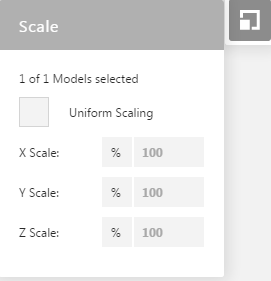 Scale
1 of 1 Models selected
Uniform Scaling
X Scale: % 100
Y Scale: % 100
Z Scale: % 100